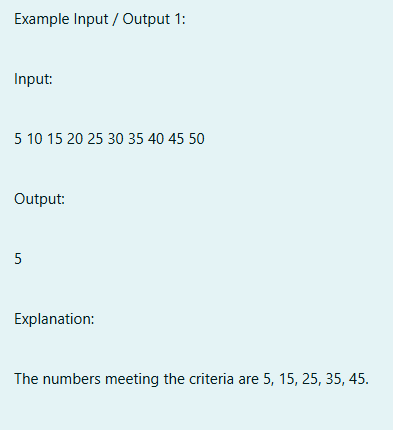 Example Input / Output 1:
Input:
5 10 15 20 25 30 35 40 45 50
Output:
5
Explanation:
The numbers meeting the criteria are 5, 15, 25, 35, 45.